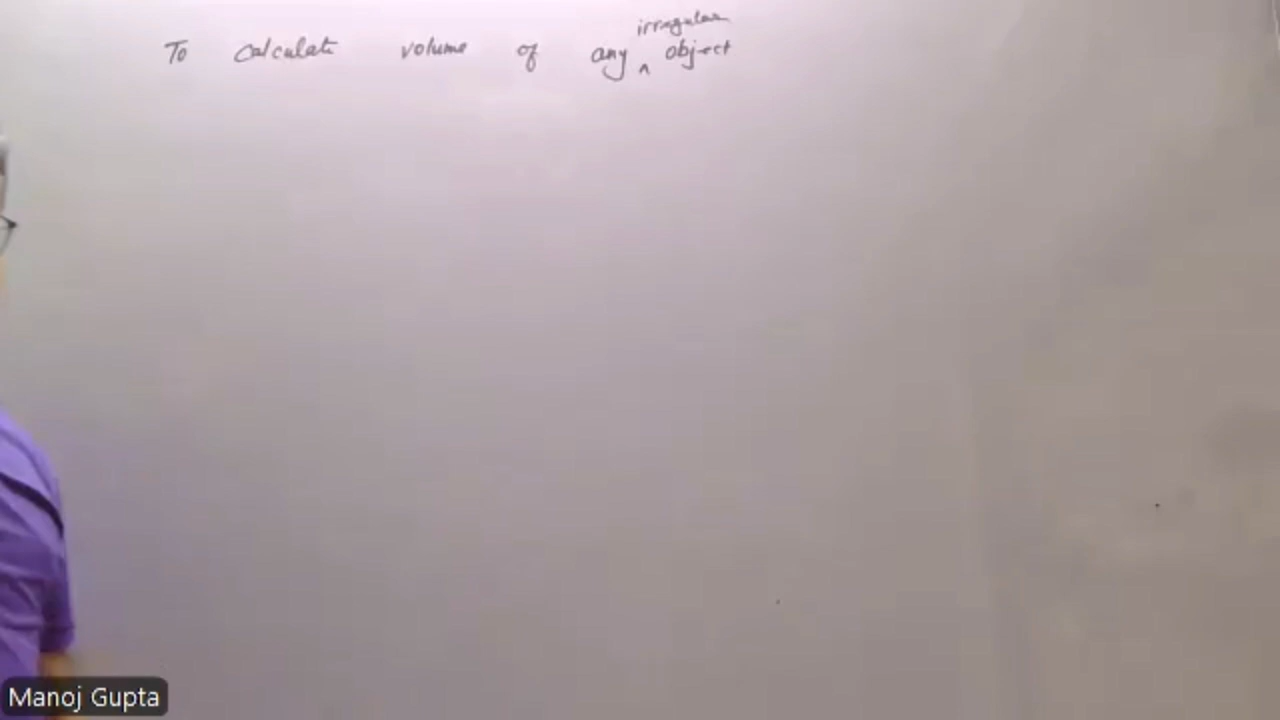 To calculate volume of any ^ irregular object
Manoj Gupta